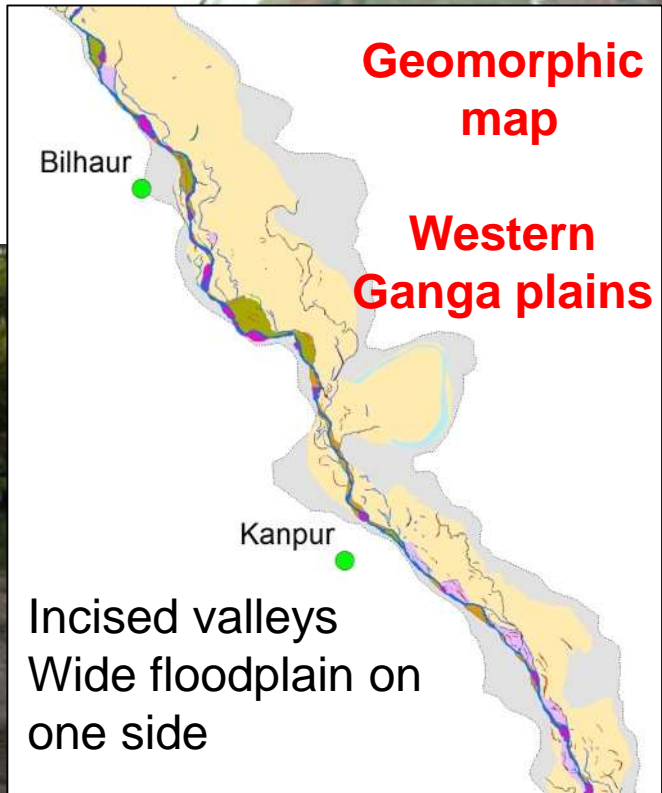 Geomorphic
map
Western
Ganga plains
Bilhaur
Kanpur
Incised valleys
Wide floodplain on
one side